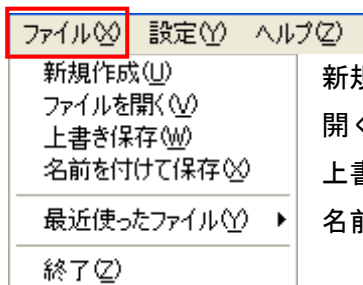 ファイル(X) 設定(Y) ヘルプ(Z)
新規作成(U)
ファイルを開く(V)
上書き保存(W)
名前を付けて保存(X)
最近使ったファイル(Y)
終了(Z)
新規
開く
上書
名前